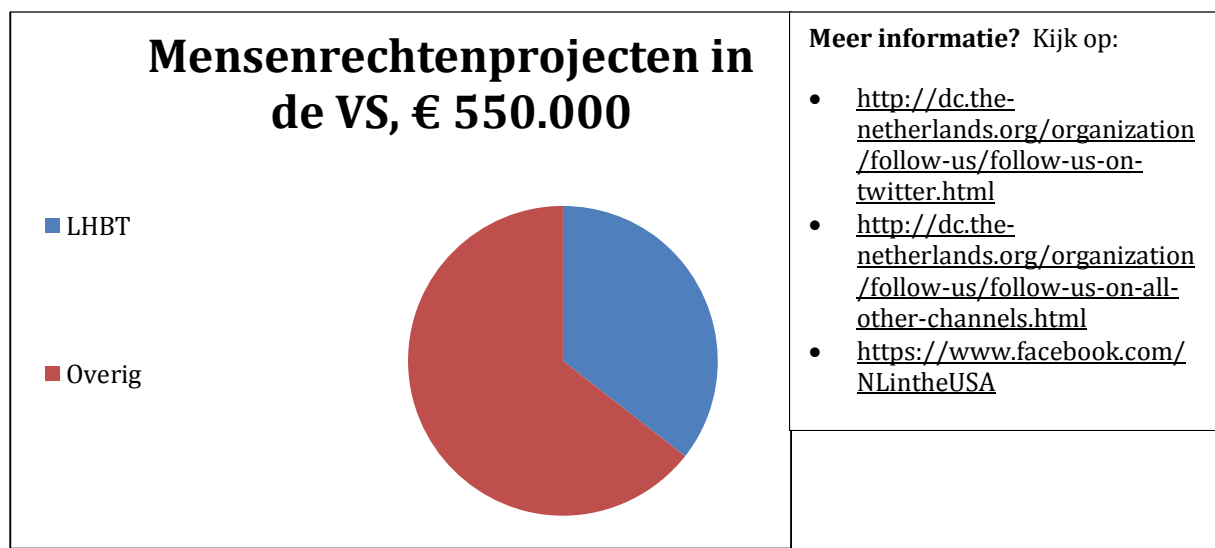 Mensenrechtenprojecten in
de VS, € 550.000
LHBT
Overig
Meer informatie? Kijk op:
• http://dc.the-
netherlands.org/organization
/follow-us/follow-us-on-
twitter.html
• http://dc.the-
netherlands.org/organization
/follow-us/follow-us-on-all-
other-channels.html
• https://www.facebook.com/
NLintheUSA